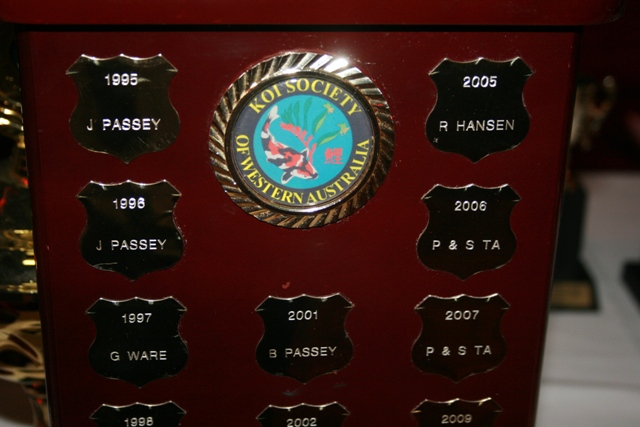 KOI SOCIETY
OF WESTERN AUSTRALIA
1995
J PASSEY
1996
J PASSEY
1997
G WARE
1998
2001
B PASSEY
2002
2005
R HANSEN
2006
P & S TA
2007
P & S TA
2009